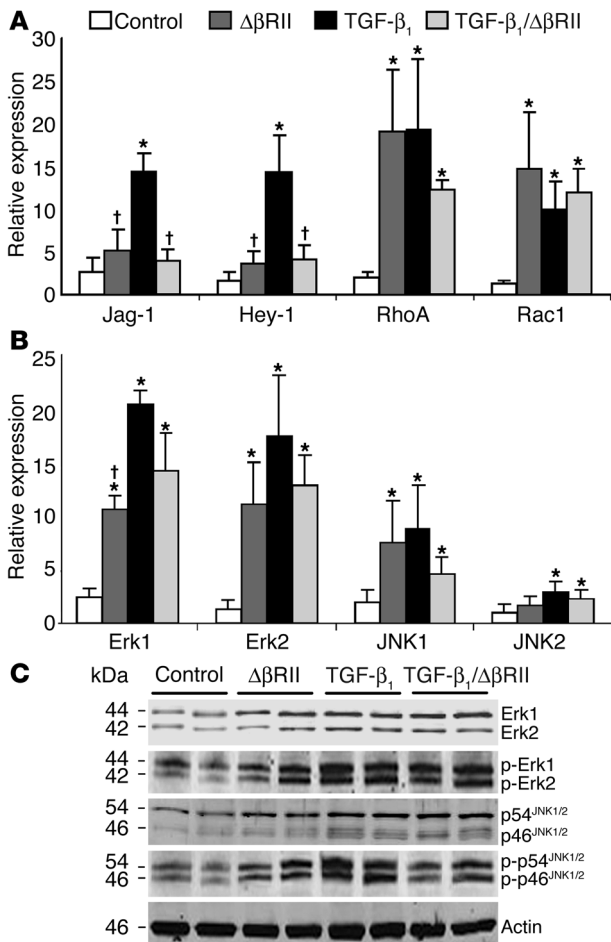 A Control ΔβRII TGF-β₁ TGF-β₁/ΔβRII
30
25
20
15
10
5
0
Relative expression
* * * * * * * *
† † † †
Jag-1 Hey-1 RhoA Rac1
B
25
20
15
10
5
0
Relative expression
†
* * * * * * * * * * *
Erk1 Erk2 JNK1 JNK2
C kDa Control ΔβRII TGF-β₁ TGF-β₁/ΔβRII
44 Erk1
42 Erk2
44 p-Erk1
42 p-Erk2
54 p54JNK1/2
46 p46JNK1/2
54 p-p54JNK1/2
46 p-p46JNK1/2
46 Actin